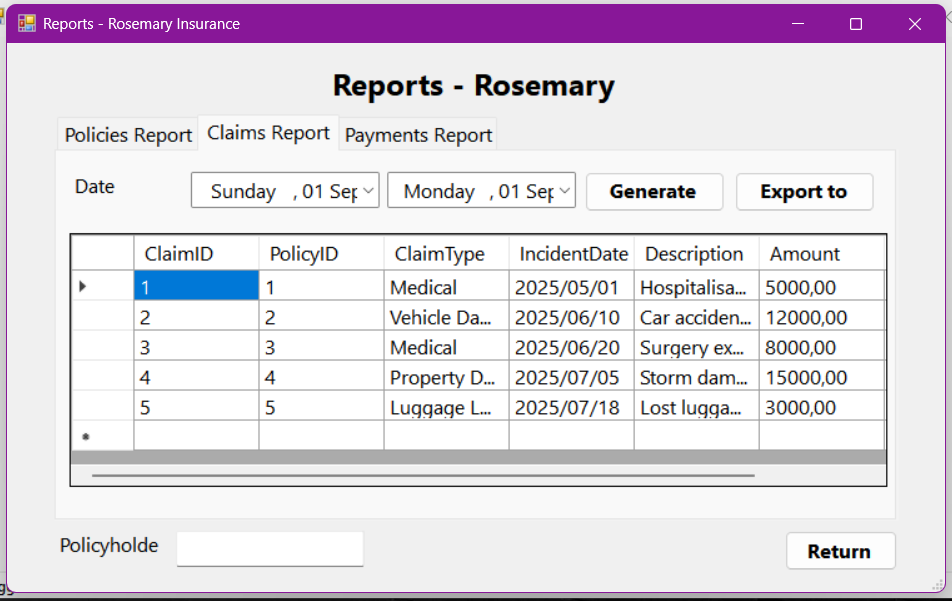 Reports - Rosemary Insurance
Reports - Rosemary
Policies Report Claims Report Payments Report
Date Sunday , 01 Sep Monday , 01 Sep Generate Export to
ClaimID PolicyID ClaimType IncidentDate Description Amount
1 1 Medical 2025/05/01 Hospitalisa... 5000,00
2 2 Vehicle Da... 2025/06/10 Car acciden... 12000,00
3 3 Medical 2025/06/20 Surgery ex... 8000,00
4 4 Property D... 2025/07/05 Storm dam... 15000,00
5 5 Luggage L... 2025/07/18 Lost lugga... 3000,00
Policyholde Return